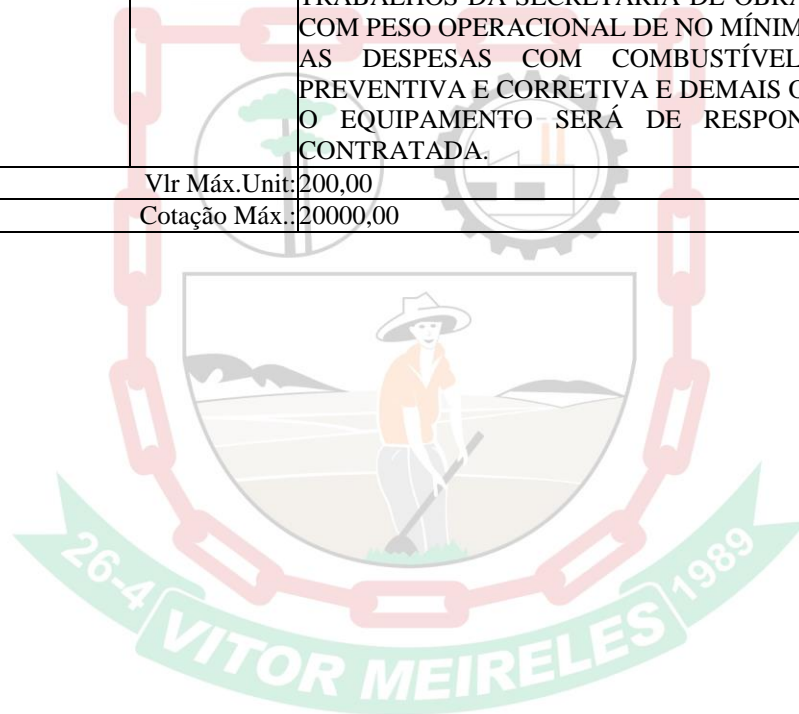 TRABALHOS DA SECRETARIA DE OBRA
COM PESO OPERACIONAL DE NO MÍNIM
AS DESPESAS COM COMBUSTÍVEL
PREVENTIVA E CORRETIVA E DEMAIS
O EQUIPAMENTO SERÁ DE RESPON
CONTRATADA.
Vlr Máx.Unit: 200,00
Cotação Máx.: 20000,00
26-4 VITOR MEIRELES 1989